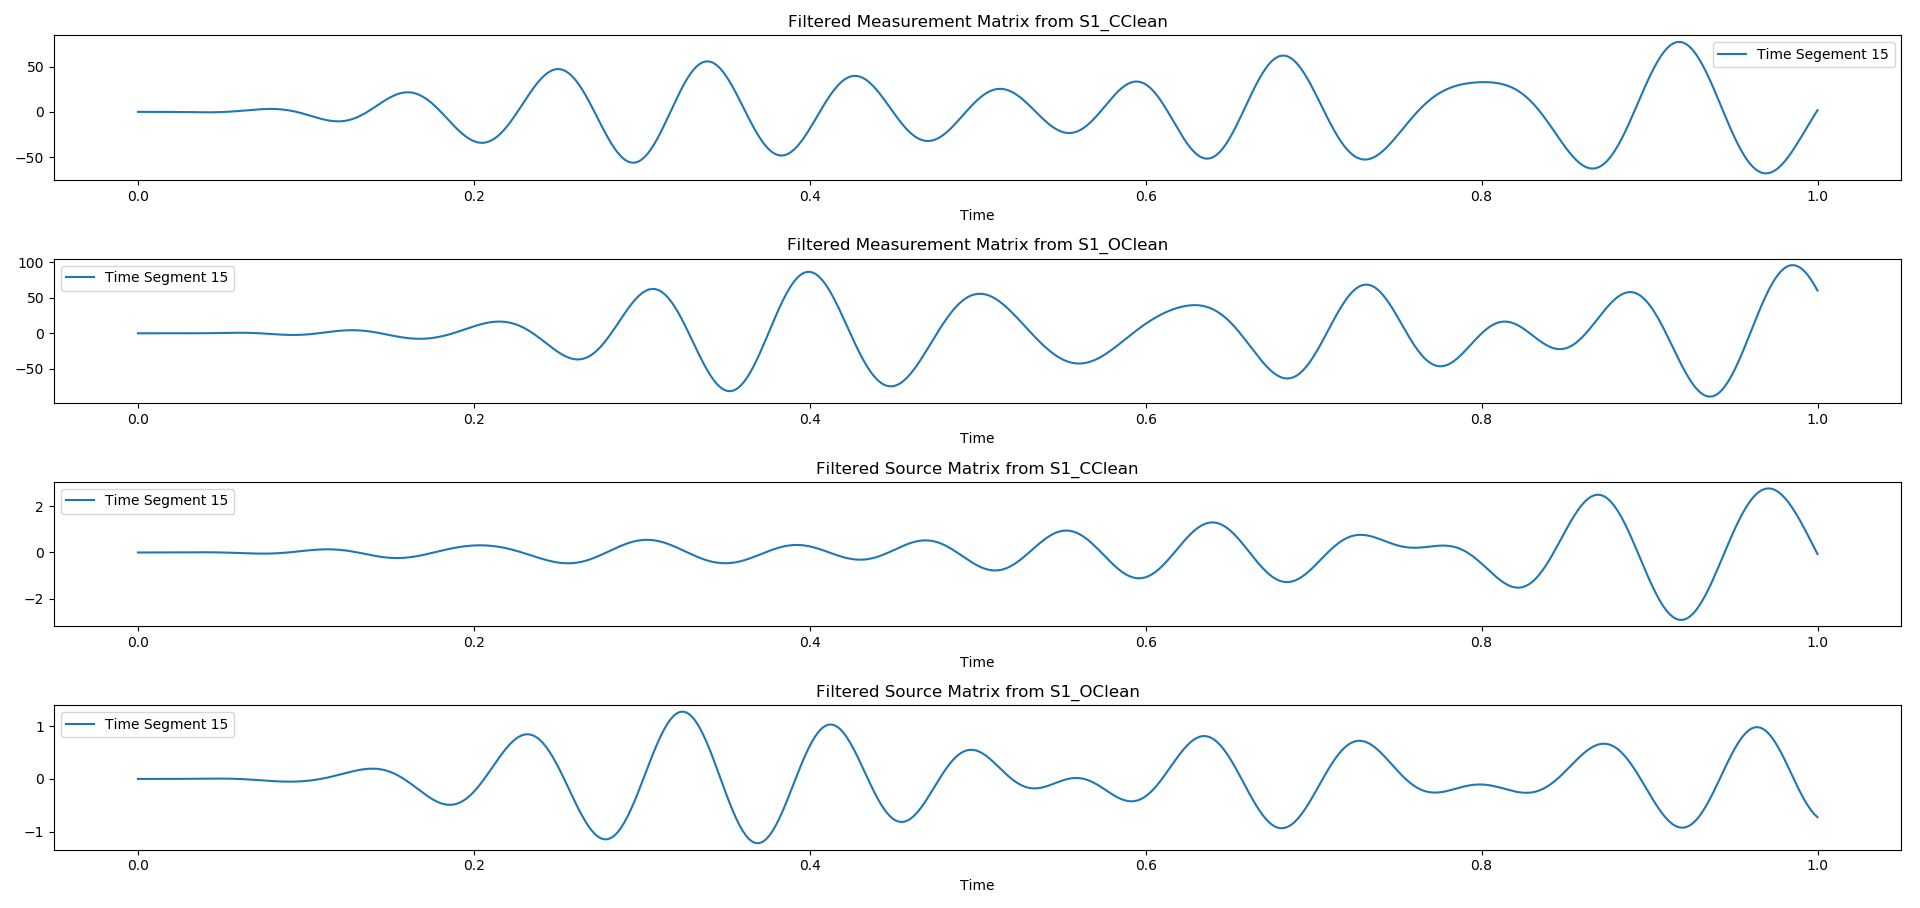 Filtered Measurement Matrix from S1_CClean
Time Segement 15
50
0
−50
0.0 0.2 0.4 0.6 0.8 1.0
Time
Filtered Measurement Matrix from S1_OClean
Time Segment 15
100
50
0
−50
0.0 0.2 0.4 0.6 0.8 1.0
Time
Filtered Source Matrix from S1_CClean
Time Segment 15
2
0
−2
0.0 0.2 0.4 0.6 0.8 1.0
Time
Filtered Source Matrix from S1_OClean
Time Segment 15
1
0
−1
0.0 0.2 0.4 0.6 0.8 1.0
Time